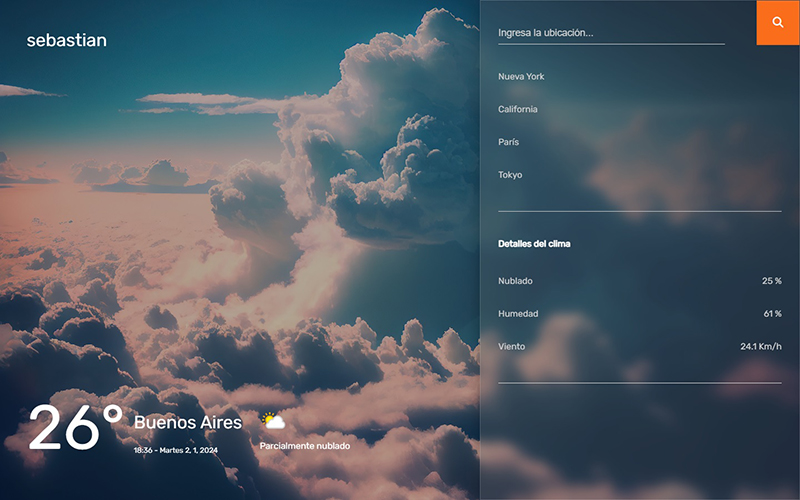 sebastian
Ingresa la ubicación...
Nueva York
California
París
Tokyo
Detalles del clima
Nublado 25 %
Humedad 61 %
Viento 24.1 Km/h
26°
Buenos Aires
18:36 - Martes 2, 1, 2024
Parcialmente nublado